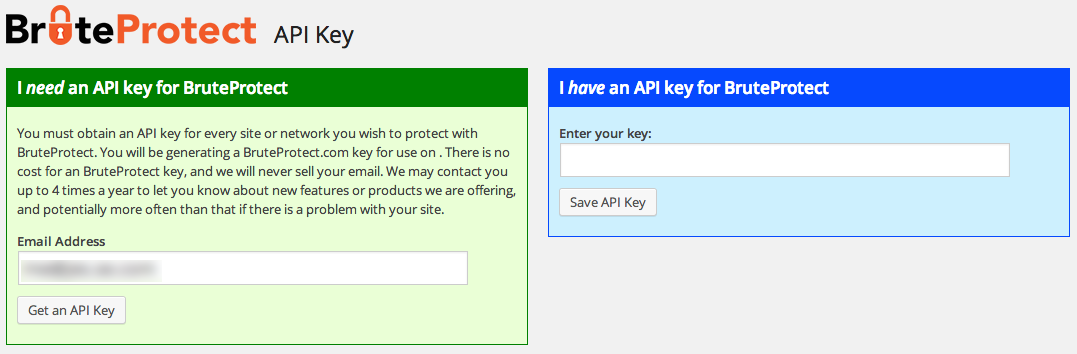 BruteProtect API Key
I need an API key for BruteProtect
You must obtain an API key for every site or network you wish to protect with
BruteProtect. You will be generating a BruteProtect.com key for use on . There is no
cost for an BruteProtect key, and we will never sell your email. We may contact you
up to 4 times a year to let you know about new features or products we are offering,
and potentially more often than that if there is a problem with your site.
Email Address
Get an API Key
I have an API key for BruteProtect
Enter your key:
Save API Key